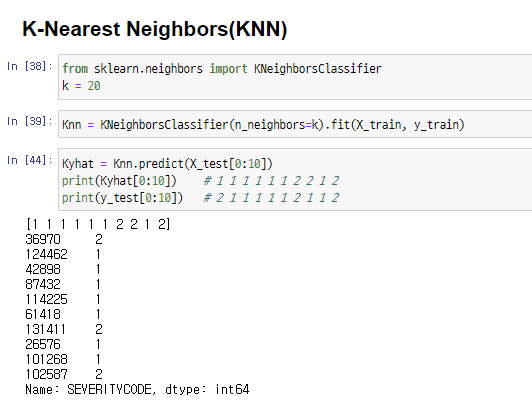 K-Nearest Neighbors(KNN)
In [38]: from sklearn.neighbors import KNeighborsClassifier
k = 20
In [39]: Knn = KNeighborsClassifier(n_neighbors=k).fit(X_train, y_train)
In [44]: Kyhat = Knn.predict(X_test[0:10])
print(Kyhat[0:10])    # 1 1 1 1 1 1 2 2 1 2
print(y_test[0:10])   # 2 1 1 1 1 1 2 1 1 2
[1 1 1 1 1 1 2 2 1 2]
36970     2
124462    1
42898     1
87432     1
114225    1
61418     1
131411    2
26576     1
101268    1
102587    2
Name: SEVERITYCODE, dtype: int64